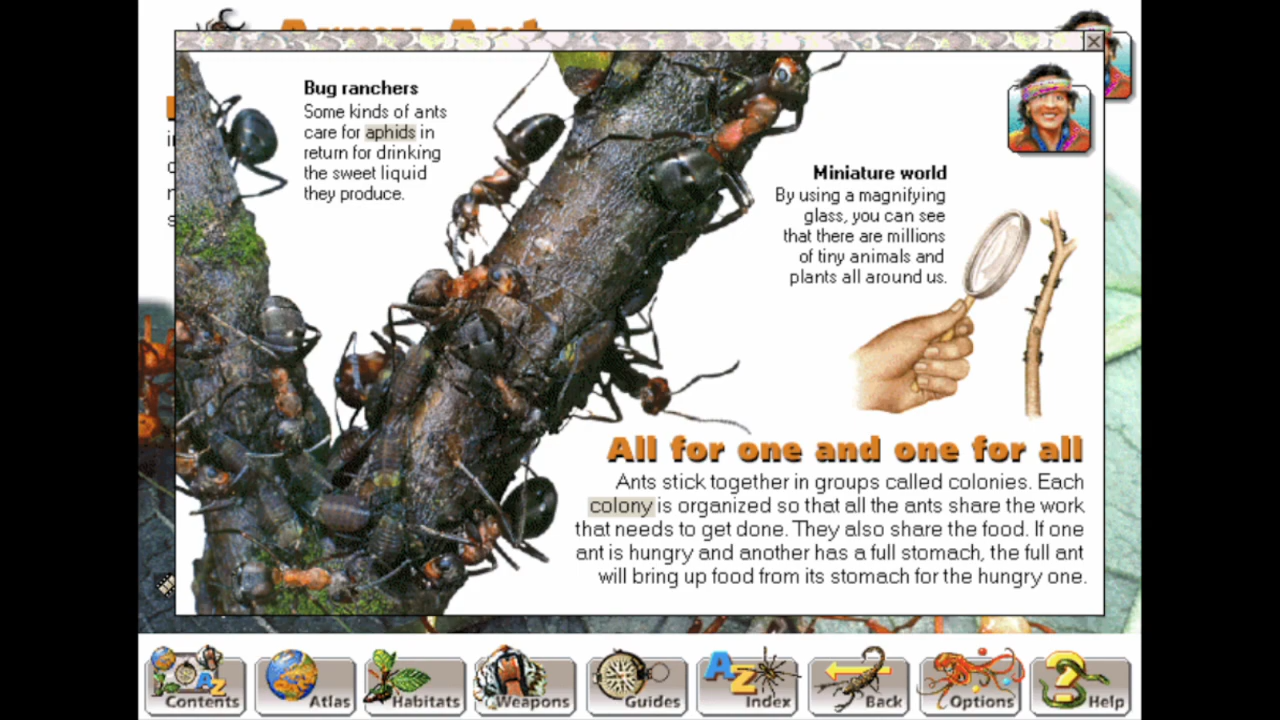 Army Ant
Bug ranchers
Some kinds of ants
care for aphids in
return for drinking
the sweet liquid
they produce.
Miniature world
By using a magnifying
glass, you can see
that there are millions
of tiny animals and
plants all around us.
All for one and one for all
Ants stick together in groups called colonies. Each
colony is organized so that all the ants share the work
that needs to get done. They also share the food. If one
ant is hungry and another has a full stomach, the full ant
will bring up food from its stomach for the hungry one.
AZ
Contents
Atlas
Habitats
Weapons
Guides
AZ
Index
Back
Options
?
Help